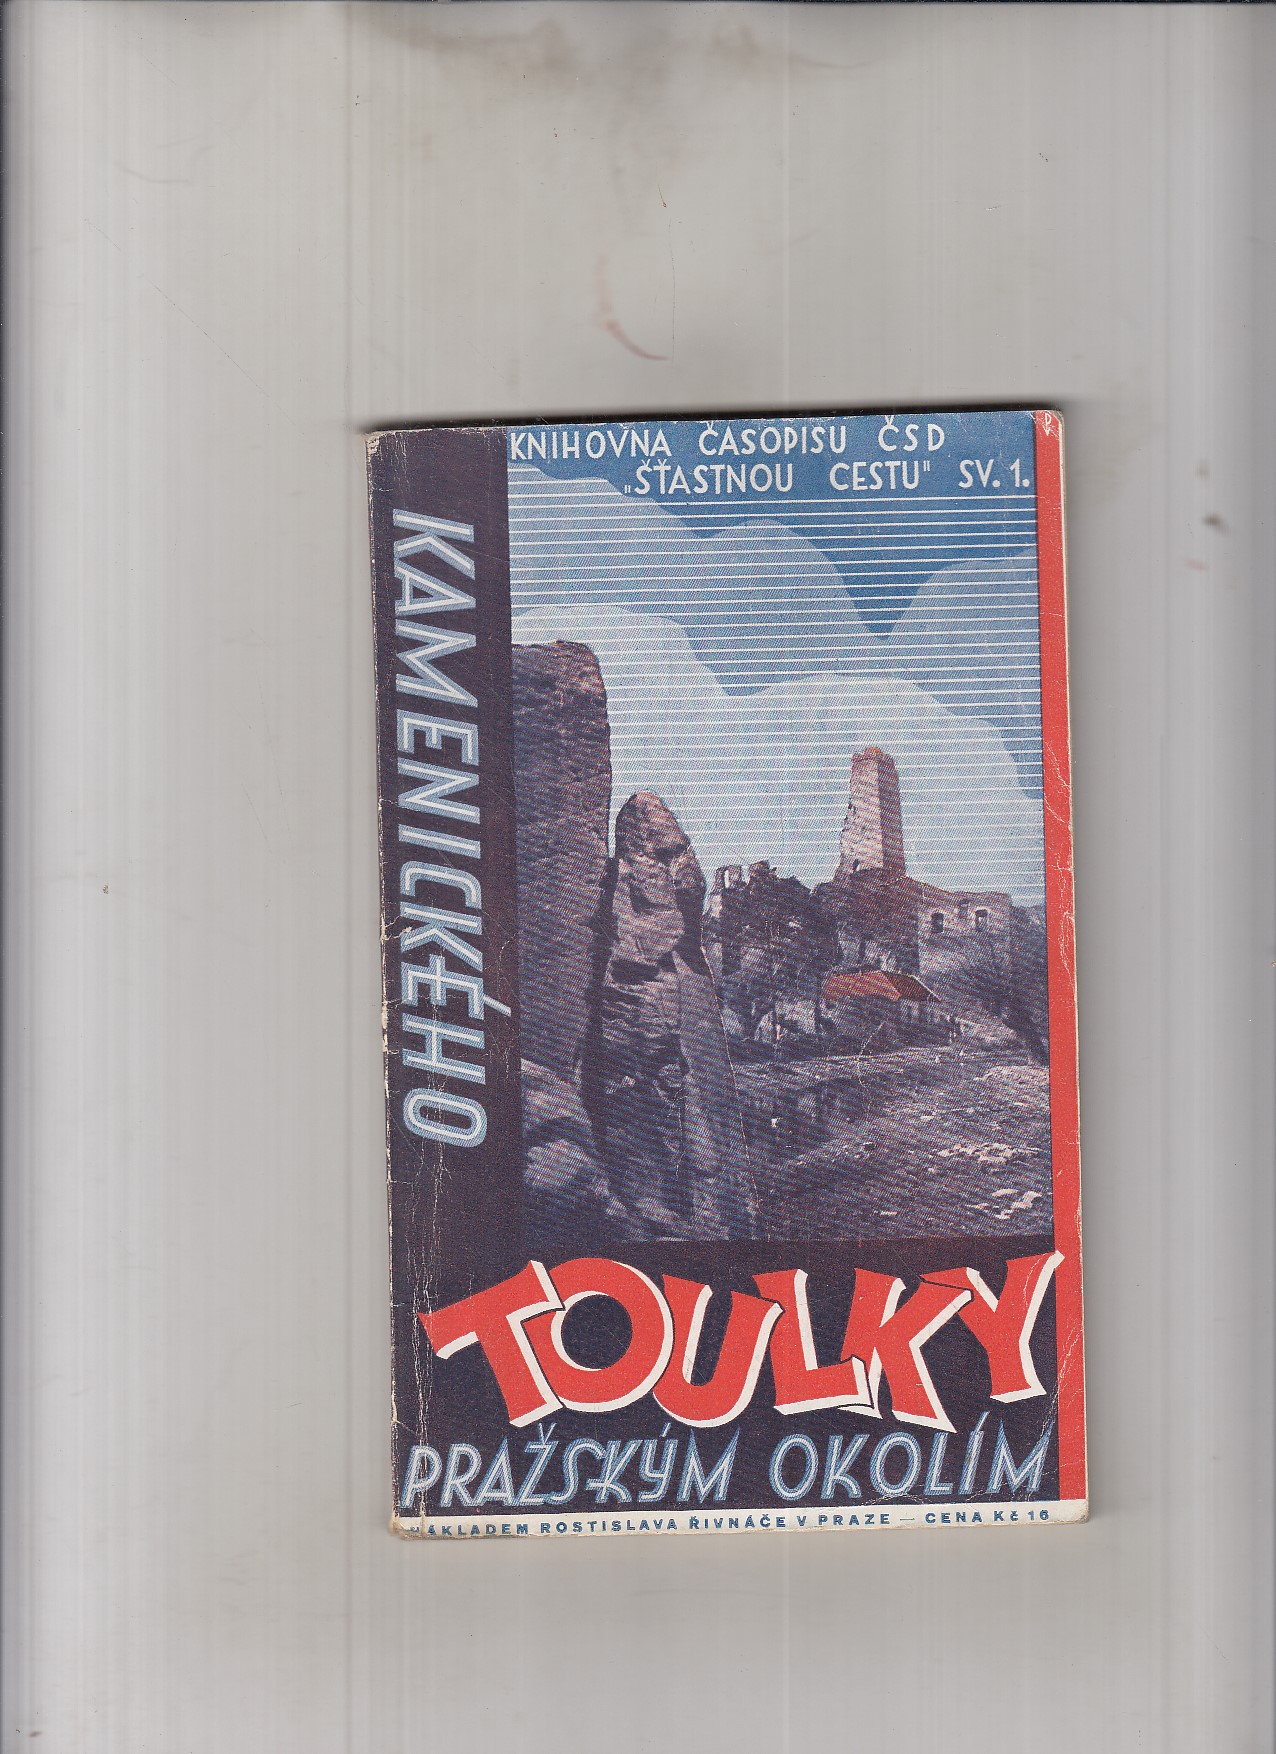 KNIHOVNA ČASOPISU ČSD
„ŠŤASTNOU CESTU" SV. 1.
KAMENICKÉHO
TOULKY
PRAŽSKÝM OKOLÍM
NÁKLADEM ROSTISLAVA ŘIVNÁČE V PRAZE — CENA Kč 16